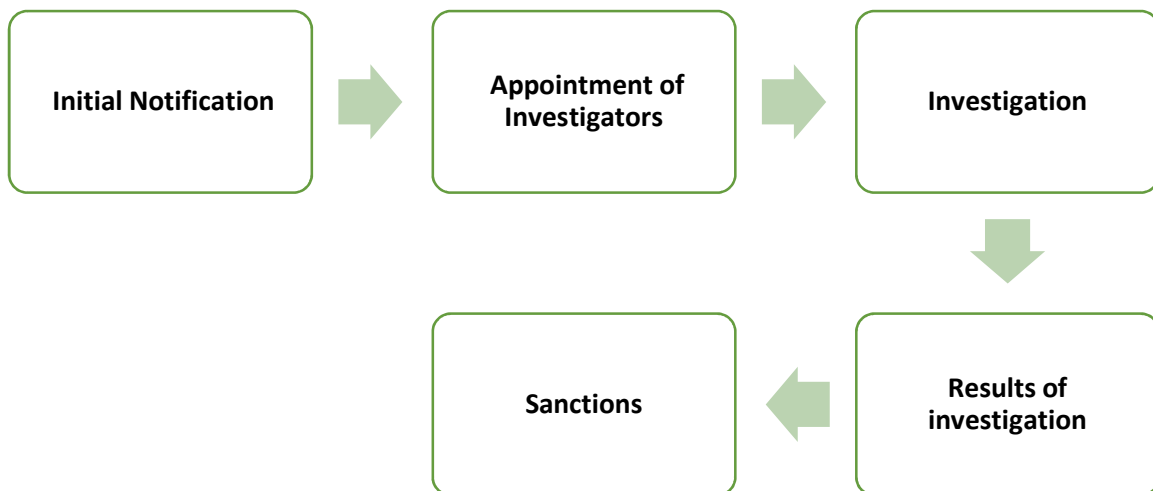 Initial Notification
Appointment of
Investigators
Investigation
Results of
investigation
Sanctions